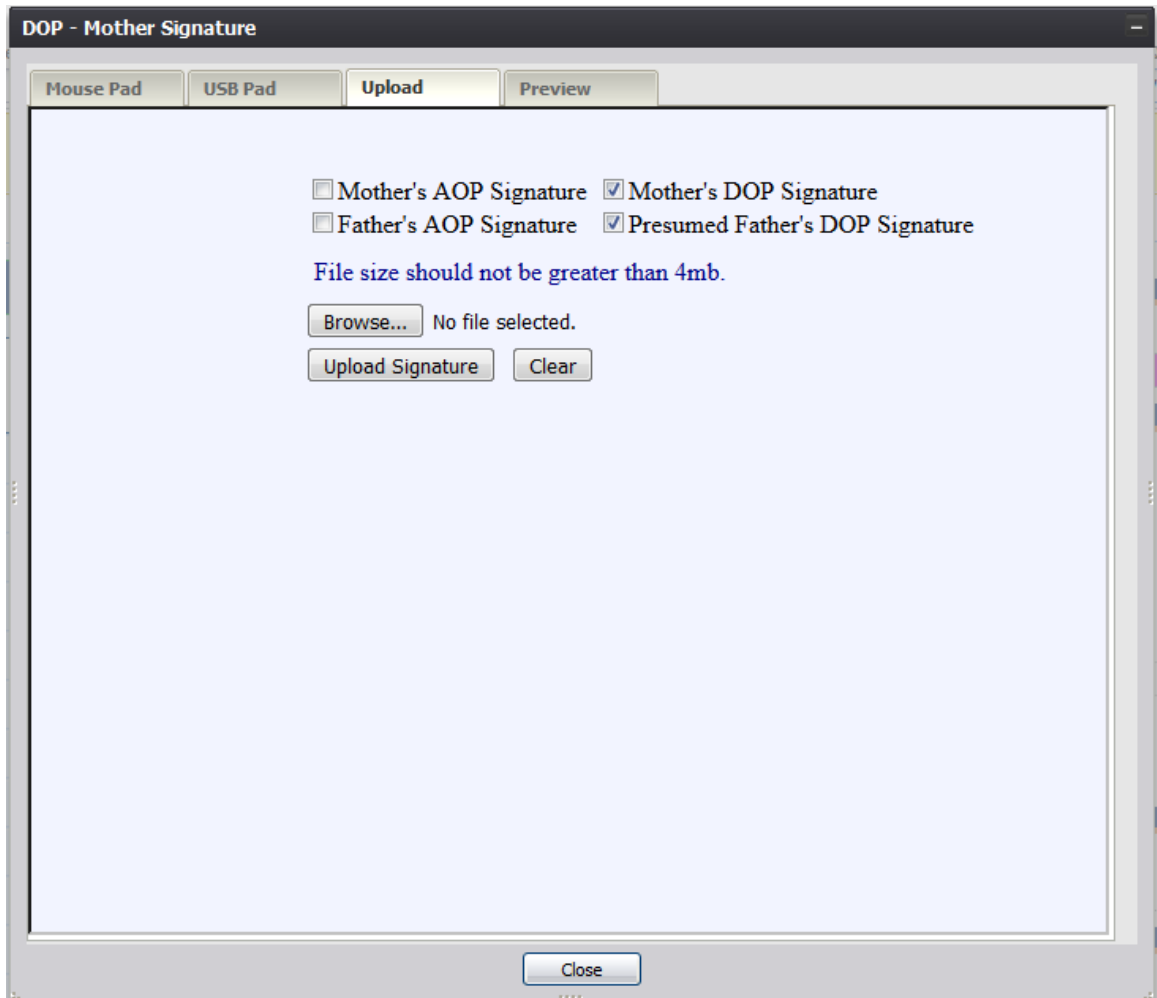 DOP - Mother Signature
Mouse Pad USB Pad Upload Preview
Mother's AOP Signature Mother's DOP Signature
Father's AOP Signature Presumed Father's DOP Signature
File size should not be greater than 4mb.
Browse... No file selected.
Upload Signature Clear
Close